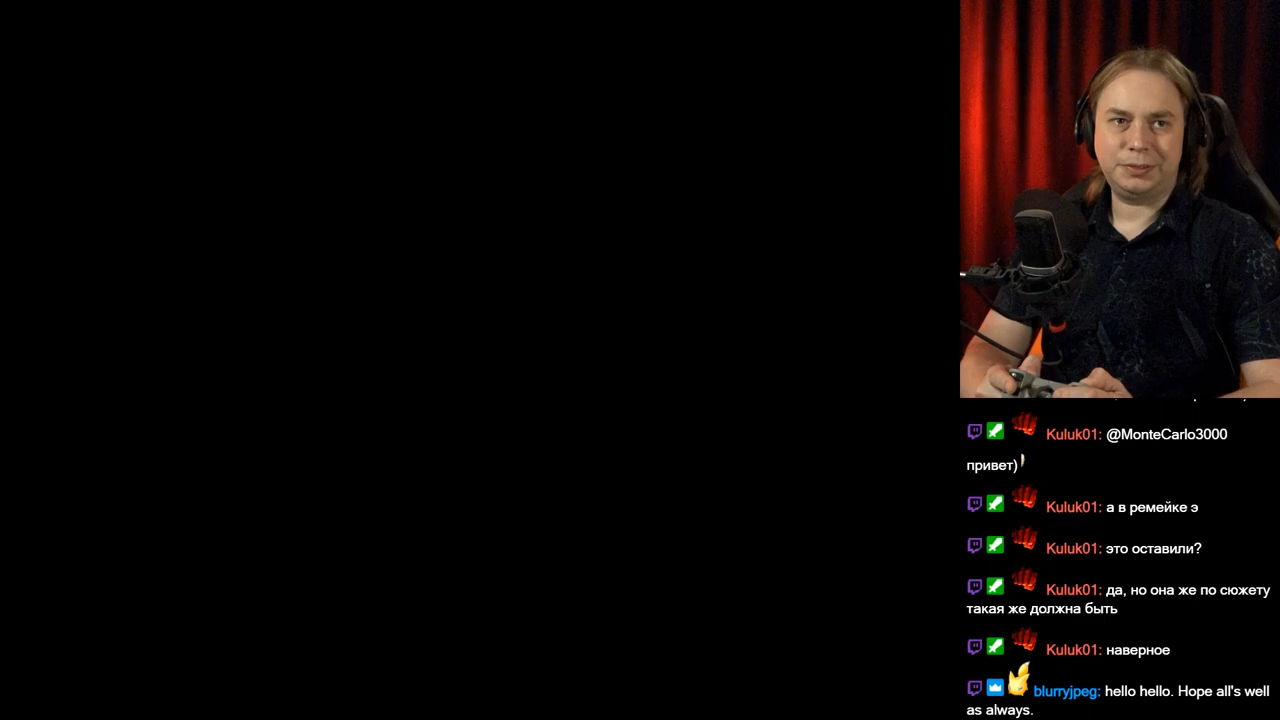 Kuluk01: @MonteCarlo3000
привет)
Kuluk01: а в ремейке э
Kuluk01: это оставили?
Kuluk01: да, но она же по сюжету
такая же должна быть
Kuluk01: наверное
blurryjpeg: hello hello. Hope all's well
as always.